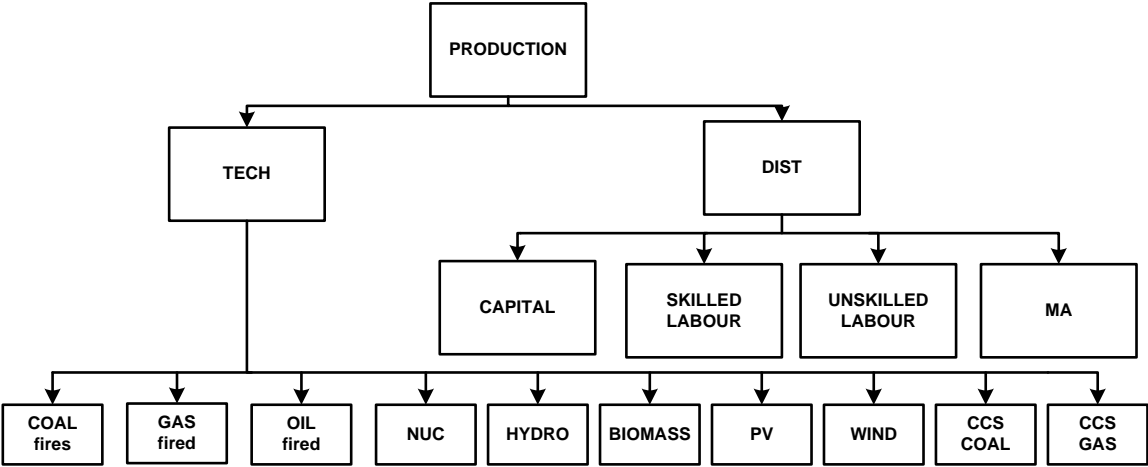 PRODUCTION
TECH
DIST
CAPITAL
SKILLED
LABOUR
UNSKILLED
LABOUR
MA
COAL
fires
GAS
fired
OIL
fired
NUC
HYDRO
BIOMASS
PV
WIND
CCS
COAL
CCS
GAS